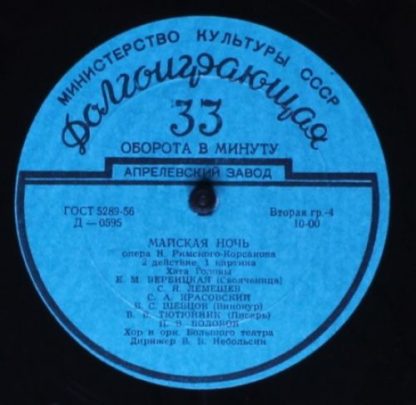 МИНИСТЕРСТВО КУЛЬТУРЫ СССР
Долгоиграющая
33
ОБОРОТА В МИНУТУ
АПРЕЛЕВСКИЙ ЗАВОД
ГОСТ 5289-56
Д — 0595
Вторая гр.-4
10-00
МАЙСКАЯ НОЧЬ
опера Н. Римского-Корсакова
2 действие, 1 картина
Хата Головы
Е. М. ВЕРБИЦКАЯ (Свояченица)
С. Я. ЛЕМЕШЕВ
С. А. КРАСОВСКИЙ
ШЕВЦОВ (Винокур)
ТЮТЮННИК (Писарь)
ВОЛОВОВ
Хор и орк. Большого театра
Дирижер В. В. Небольсин